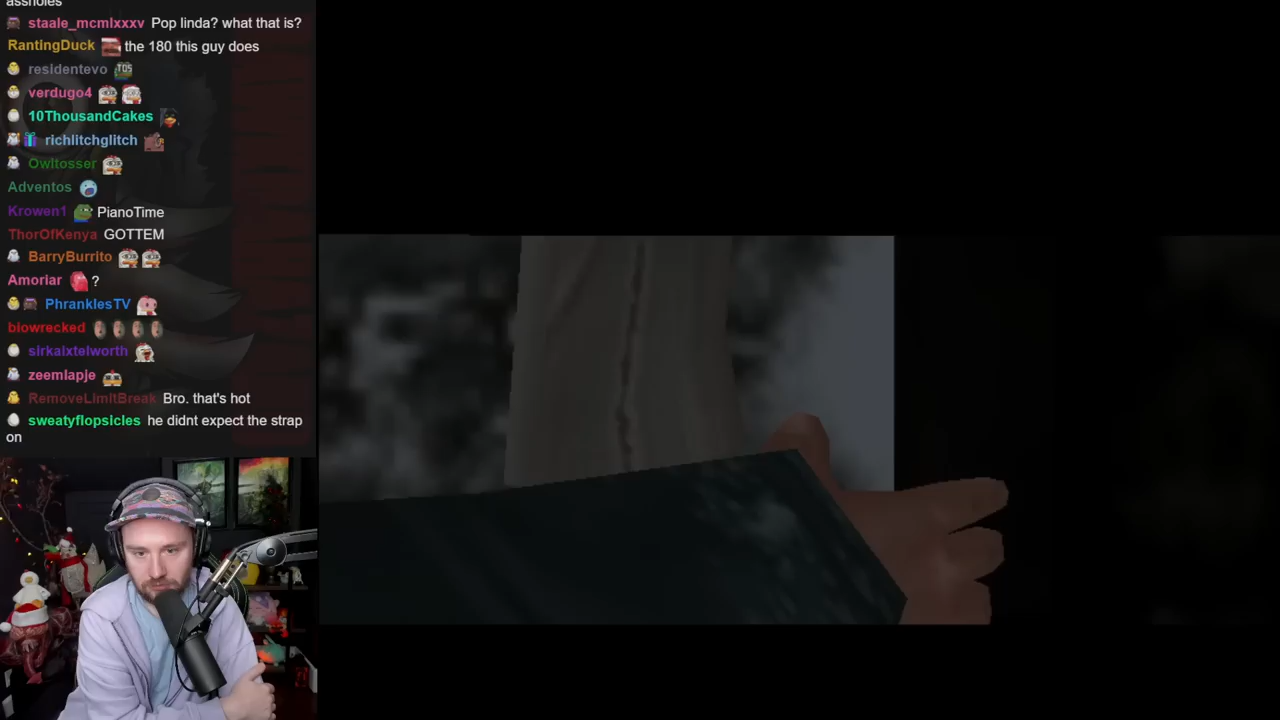 assholes
staale_mcmlxxxv Pop linda? what that is?
RantingDuck the 180 this guy does
residentevo
verdugo4
10ThousandCakes
richlitchglitch
Owltosser
Adventos
Krowen1 PianoTime
ThorOfKenya GOTTEM
BarryBurrito
Amoriar ?
PhranklesTV
blowrecked
sirkaixtelworth
zeemlapje
RemoveLimitBreak Bro. that's hot
sweatyflopsicles he didnt expect the strap
on